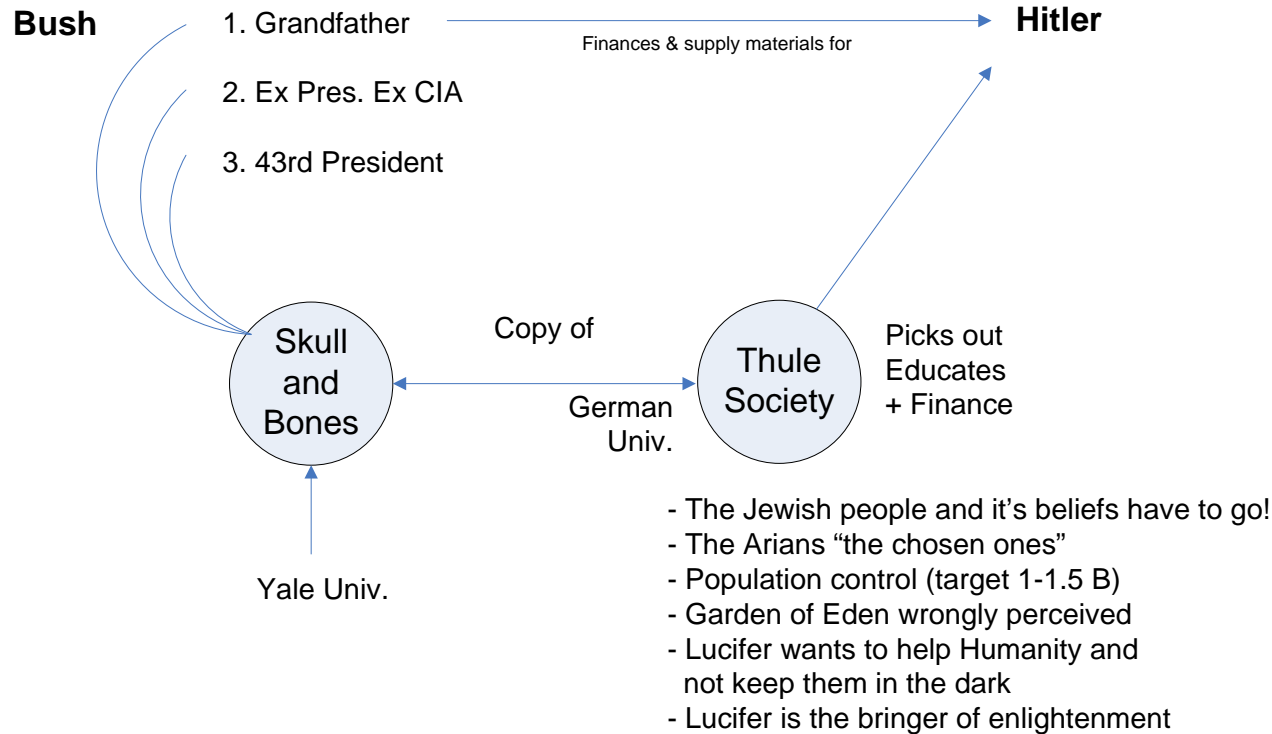 Bush
1. Grandfather
Finances & supply materials for
Hitler
2. Ex Pres. Ex CIA
3. 43rd President
Skull
and
Bones
Copy of
German
Univ.
Thule
Society
Picks out
Educates
+ Finance
Yale Univ.
- The Jewish people and it’s beliefs have to go!
- The Arians “the chosen ones”
- Population control (target 1-1.5 B)
- Garden of Eden wrongly perceived
- Lucifer wants to help Humanity and
not keep them in the dark
- Lucifer is the bringer of enlightenment